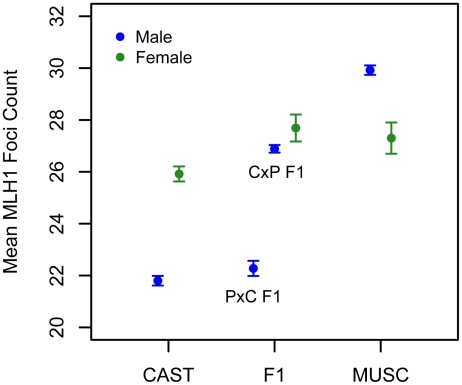 32
30
28
26
24
22
20
Mean MLH1 Foci Count
Male
Female
CxP F1
PxC F1
CAST F1 MUSC